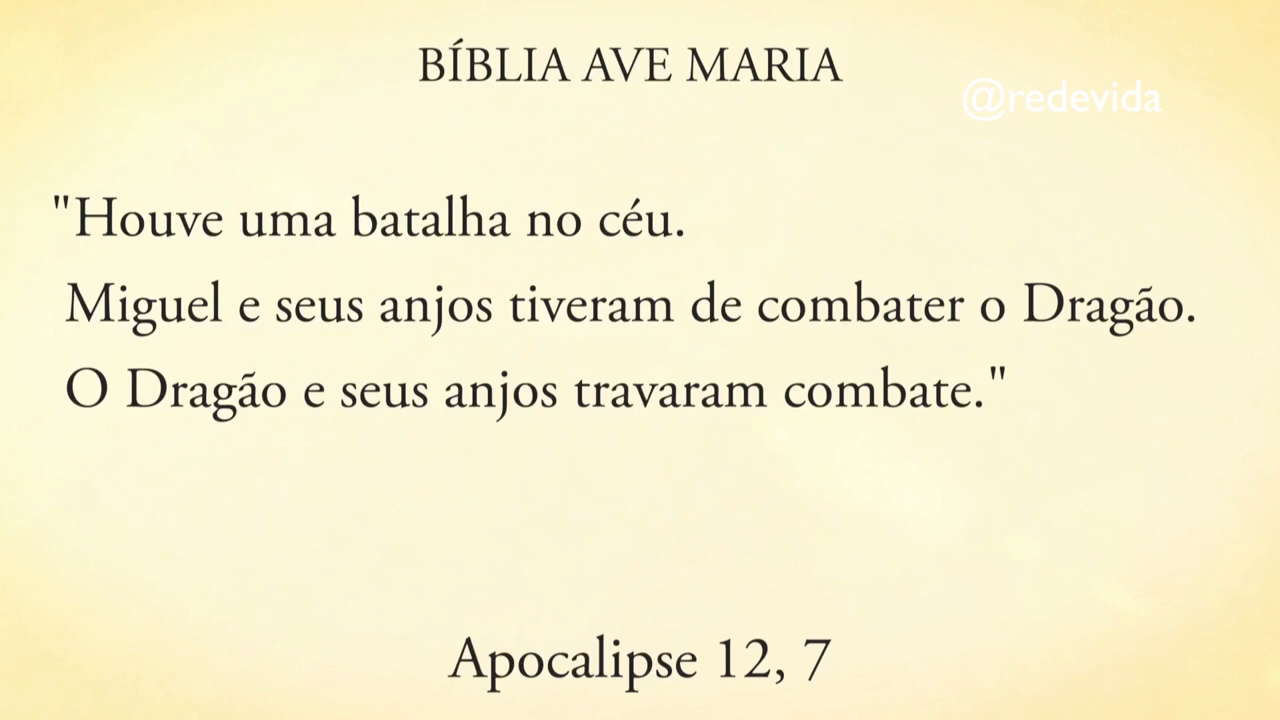 BÍBLIA AVE MARIA
@redevida
"Houve uma batalha no céu.
Miguel e seus anjos tiveram de combater o Dragão.
O Dragão e seus anjos travaram combate."
Apocalipse 12, 7